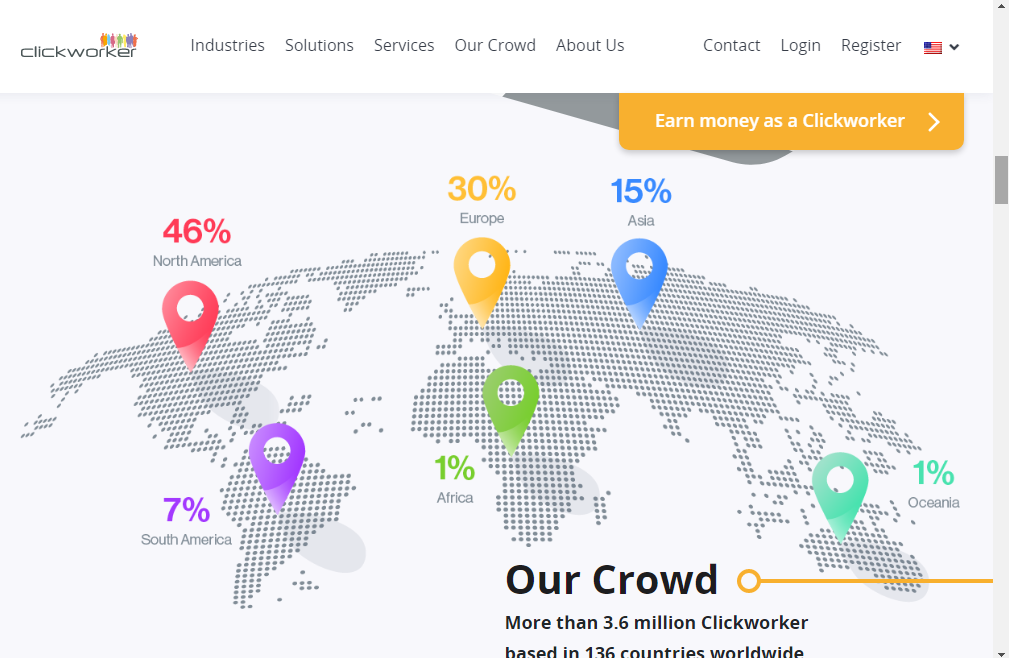 clickworker
Industries Solutions Services Our Crowd About Us Contact Login Register
Earn money as a Clickworker
30%
Europe
15%
Asia
46%
North America
1%
Africa
1%
Oceania
7%
South America
Our Crowd
More than 3.6 million Clickworker
based in 136 countries worldwide